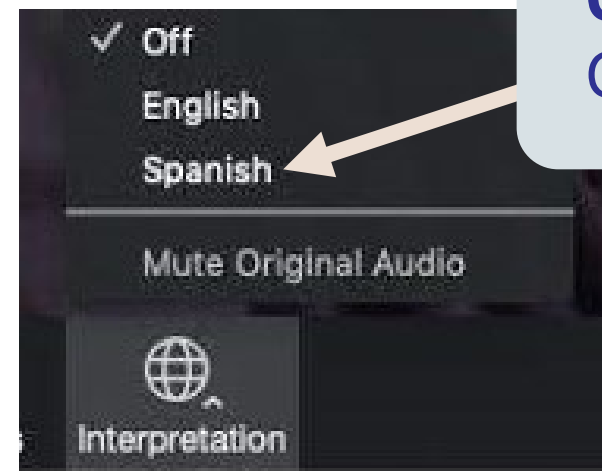 Off
English
Spanish
Mute Original Audio
Interpretation